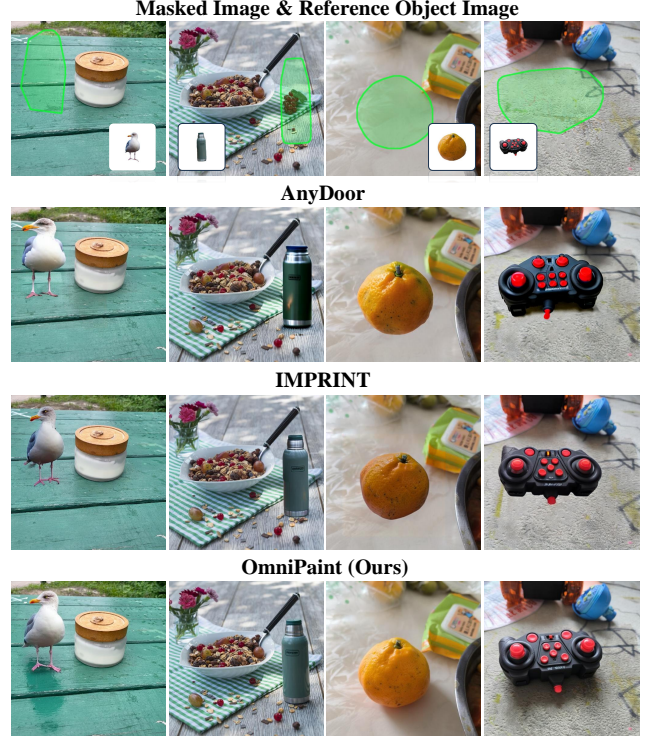 Masked Image & Reference Object Image
AnyDoor
IMPRINT
OmniPaint (Ours)